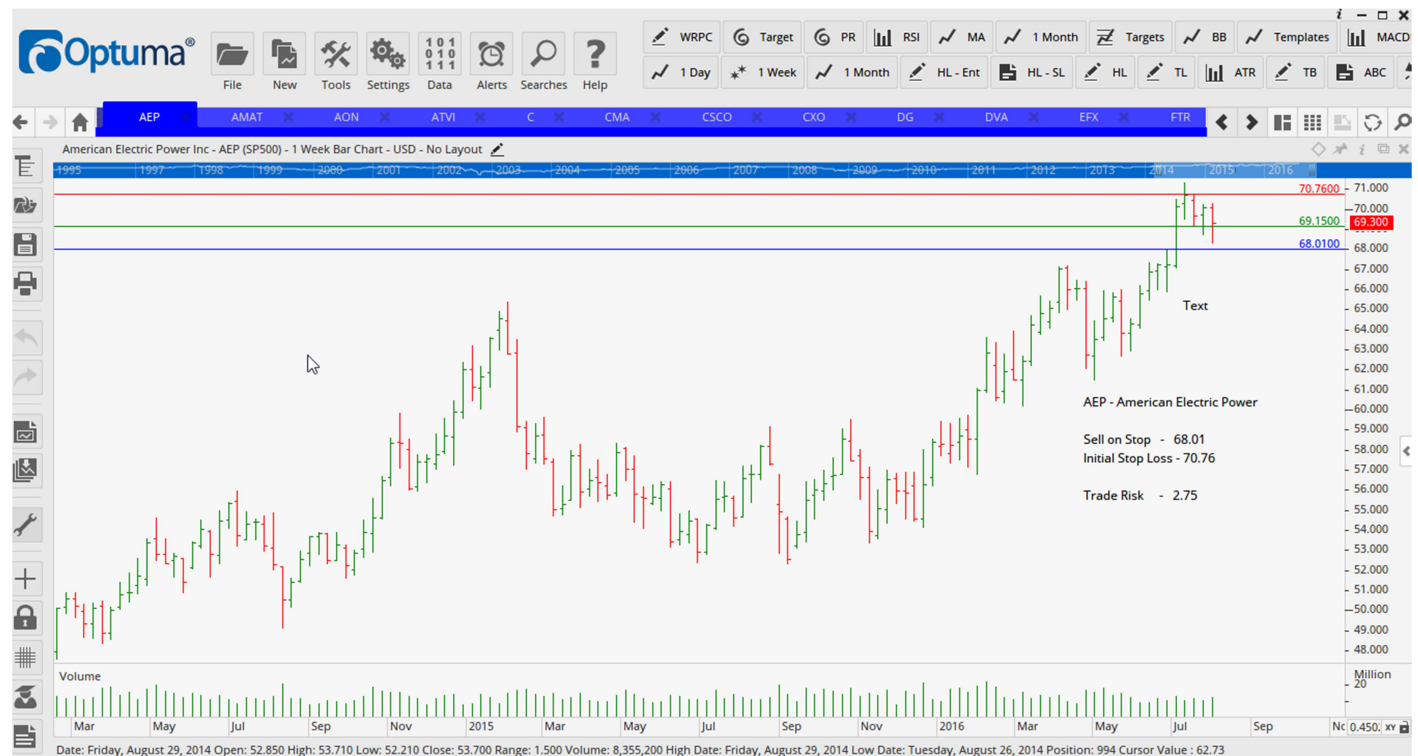 Optuma®
File
New
Tools
Settings
Data
Alerts
Searches
Help
WRPC
Target
PR
RSI
MA
1 Month
Targets
BB
Templates
MACD
1 Day
1 Week
1 Month
HL - Ent
HL - SL
HL
TL
ATR
TB
ABC
AEP
AMAT
AON
ATVI
C
CMA
CSCO
CXO
DG
DVA
EFX
FTR
American Electric Power Inc - AEP (SP500) - 1 Week Bar Chart - USD - No Layout
1995 1997 1998 1999 2000 2001 2002 2003 2004 2005 2006 2007 2008 2009 2010 2011 2012 2013 2014 2015 2016
70.7600
69.1500
68.0100
71.000
70.000
69.300
68.000
67.000
66.000
65.000
64.000
63.000
62.000
61.000
60.000
59.000
58.000
57.000
56.000
55.000
54.000
53.000
52.000
51.000
50.000
49.000
48.000
Text
AEP - American Electric Power
Sell on Stop - 68.01
Initial Stop Loss - 70.76
Trade Risk - 2.75
Volume
Million
20
Mar May Jul Sep Nov 2015 Mar May Jul Sep Nov 2016 Mar May Jul Sep
XY
Date: Friday, August 29, 2014 Open: 52.850 High: 53.710 Low: 52.210 Close: 53.700 Range: 1.500 Volume: 8,355,200 High Date: Friday, August 29, 2014 Low Date: Tuesday, August 26, 2014 Position: 994 Cursor Value : 62.73